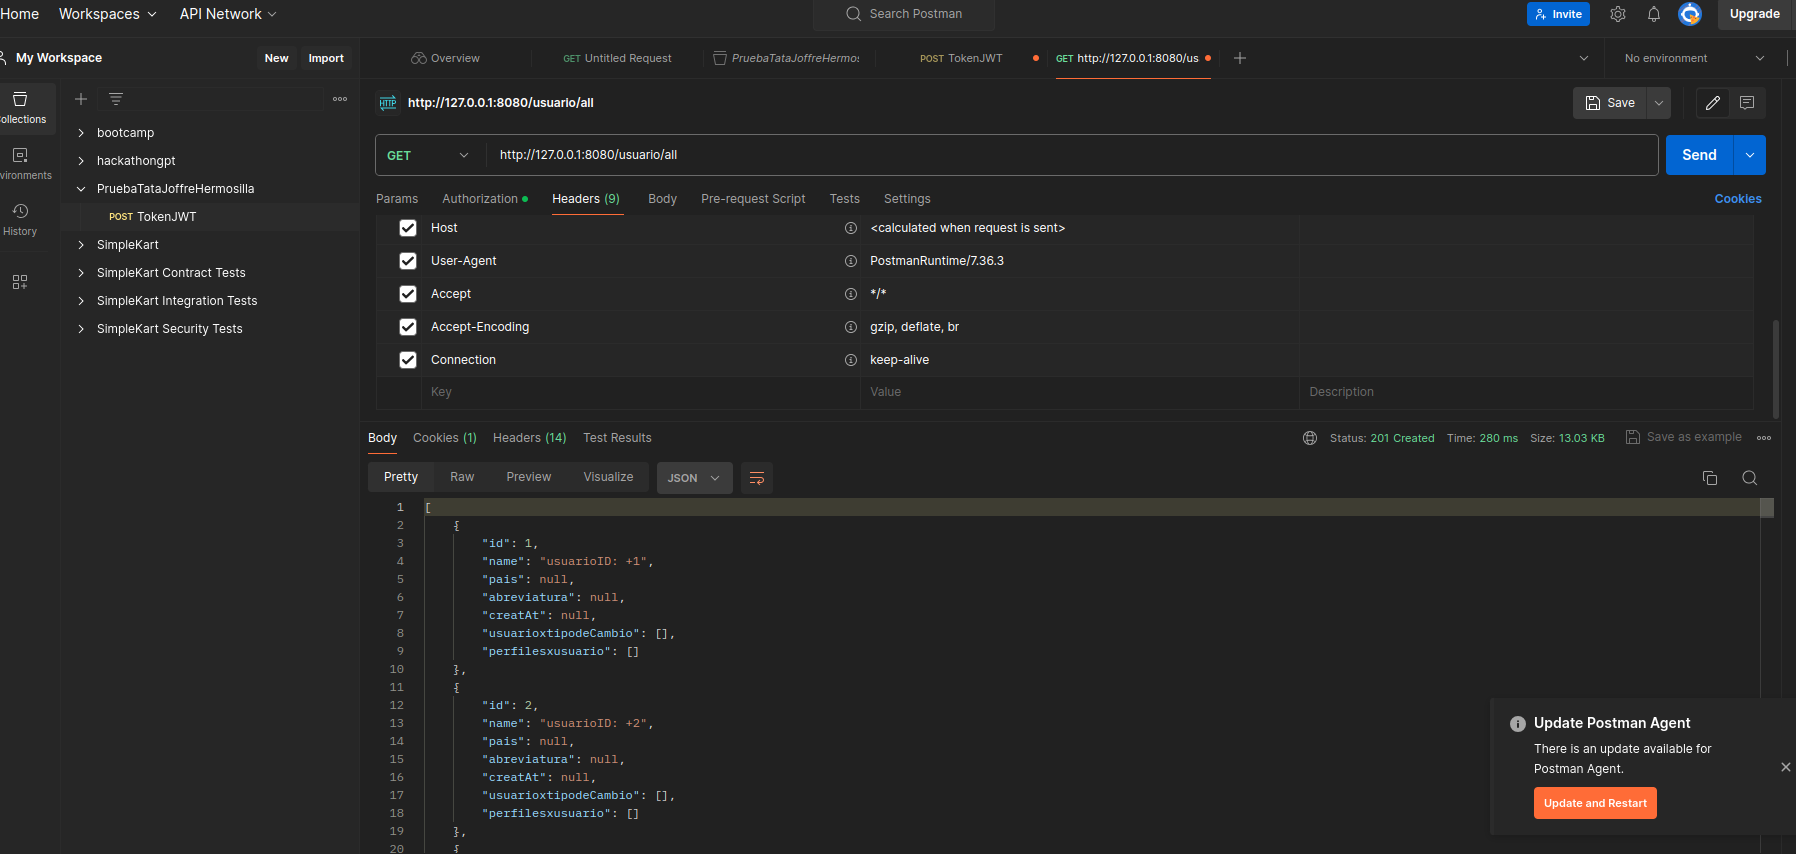 Home Workspaces API Network Search Postman Invite Upgrade
My Workspace New Import Overview GET Untitled Request PruebaTataJoffreHermos POST TokenJWT GET http://127.0.0.1:8080/us No environment
http://127.0.0.1:8080/usuario/all Save
ollections
bootcamp
hackathongpt
GET http://127.0.0.1:8080/usuario/all Send
vironments
PruebaTataJoffreHermosilla
Params Authorization Headers (9) Body Pre-request Script Tests Settings Cookies
POST TokenJWT
History
Host <calculated when request is sent>
SimpleKart
User-Agent PostmanRuntime/7.36.3
SimpleKart Contract Tests
Accept */*
SimpleKart Integration Tests
Accept-Encoding gzip, deflate, br
SimpleKart Security Tests
Connection keep-alive
Key Value Description
Body Cookies (1) Headers (14) Test Results Status: 201 Created Time: 280 ms Size: 13.03 KB Save as example
Pretty Raw Preview Visualize JSON
1 [
2 {
3 "id": 1,
4 "name": "usuarioID: +1",
5 "pais": null,
6 "abreviatura": null,
7 "creatAt": null,
8 "usuarioxtipodeCambio": [],
9 "perfilesxusuario": []
10 },
11 {
12 "id": 2,
13 "name": "usuarioID: +2",
14 "pais": null,
15 "abreviatura": null,
16 "creatAt": null,
17 "usuarioxtipodeCambio": [],
18 "perfilesxusuario": []
19 },
20 {
Update Postman Agent
There is an update available for
Postman Agent.
Update and Restart